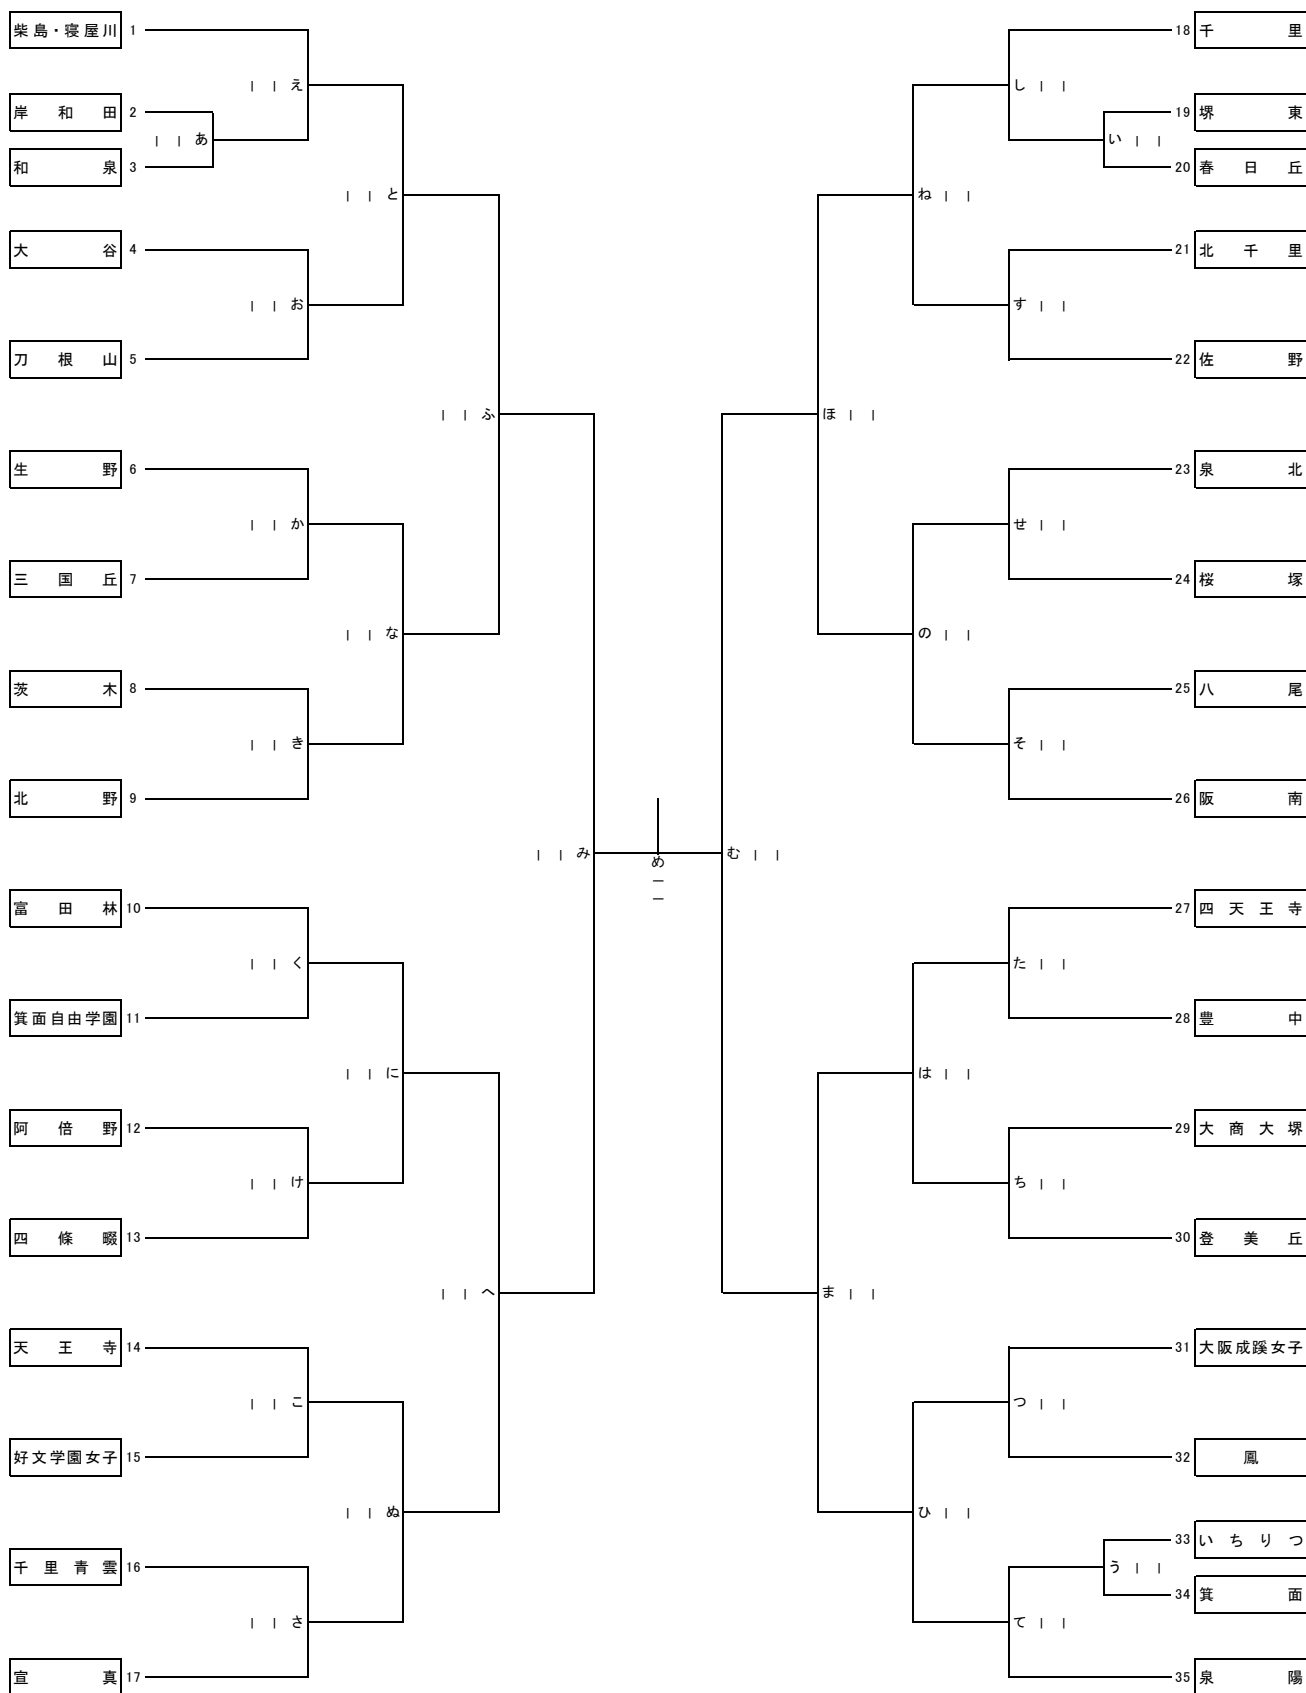 柴島・寝屋川 1
え
岸和田 2
あ
和泉 3
と
大谷 4
お
刀根山 5
ふ
生野 6
か
三国丘 7
な
茨木 8
き
北野 9
み
富田林 10
く
箕面自由学園 11
に
阿倍野 12
け
四條畷 13
へ
天王寺 14
こ
好文学園女子 15
ぬ
千里青雲 16
さ
宣真 17
め
18 千里
し
19 堺東
い
20 春日丘
ね
21 北千里
す
22 佐野
ほ
23 泉北
せ
24 桜塚
の
25 八尾
そ
26 阪南
む
27 四天王寺
た
28 豊中
は
29 大商大堺
ち
30 登美丘
ま
31 大阪成蹊女子
つ
32 鳳
ひ
33 いちりつ
う
34 箕面
て
35 泉陽